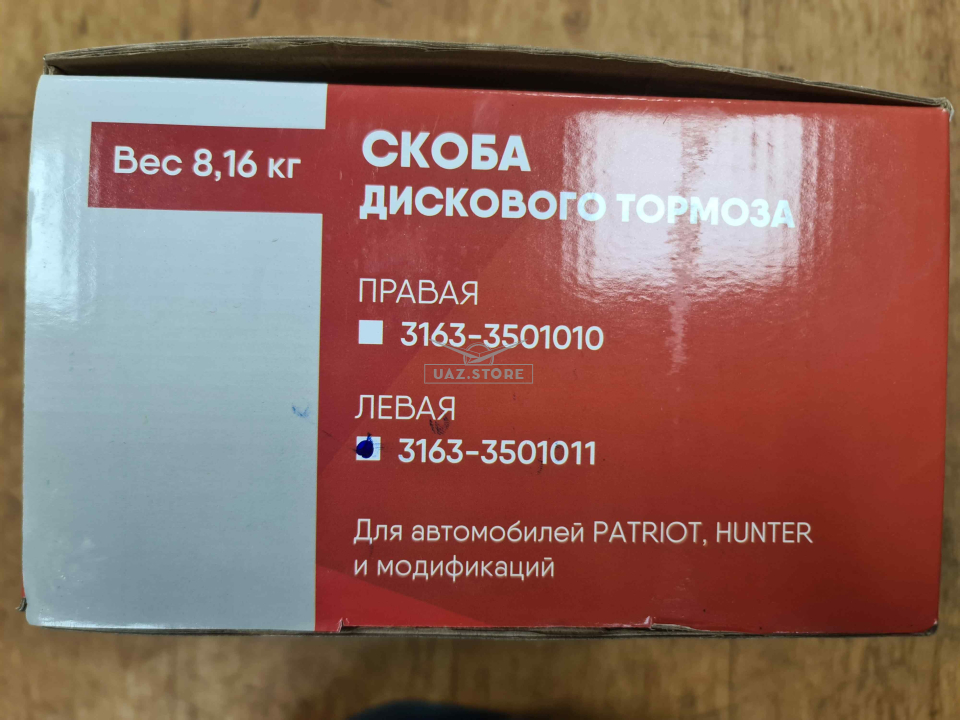 Вес 8,16 кг
СКОБА
ДИСКОВОГО ТОРМОЗА
ПРАВАЯ
3163-3501010
UAZ.STORE
ЛЕВАЯ
3163-3501011
Для автомобилей PATRIOT, HUNTER
и модификаций